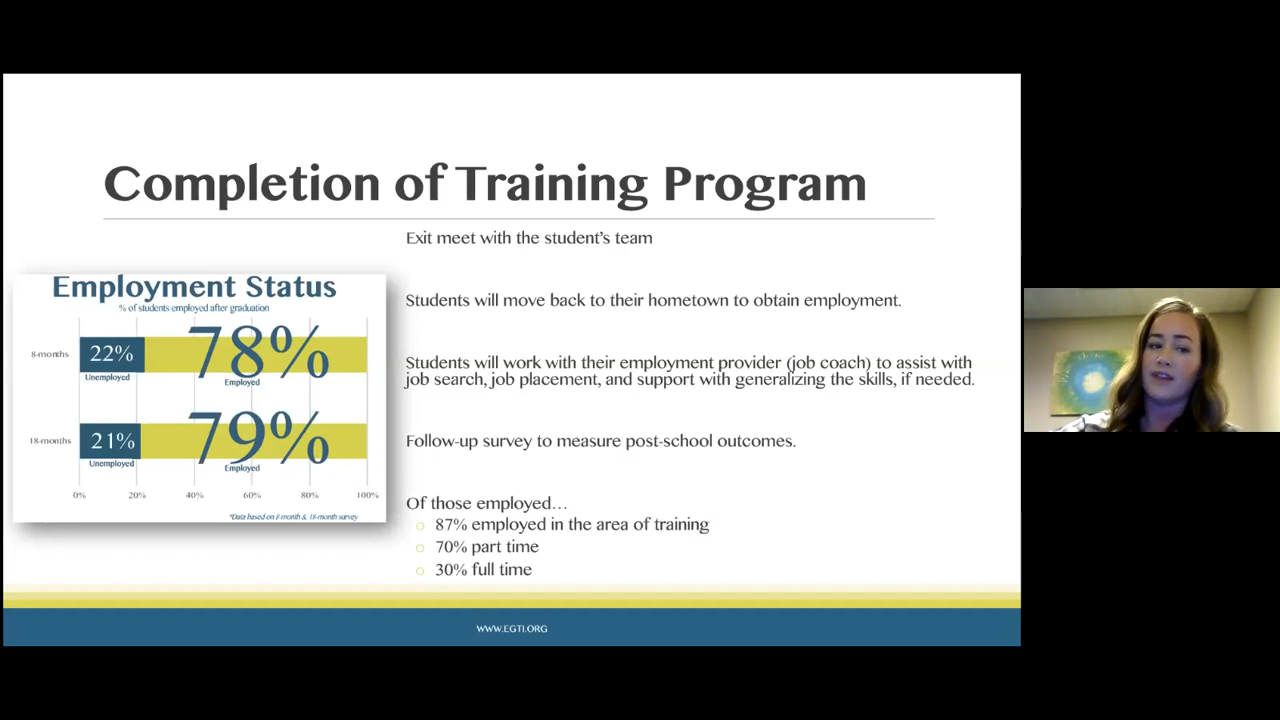 Completion of Training Program
Exit meet with the student's team
Students will move back to their hometown to obtain employment.
Students will work with their employment provider (job coach) to assist with
job search, job placement, and support with generalizing the skills, if needed.
Follow-up survey to measure post-school outcomes.
Of those employed…
87% employed in the area of training
70% part time
30% full time
Employment Status
% of students employed after graduation
8-months
22%
78%
Unemployed
Employed
18-months
21%
79%
Unemployed
Employed
0% 20% 40% 60% 80% 100%
*Data based on 8 month & 18-month survey
WWW.EGTI.ORG